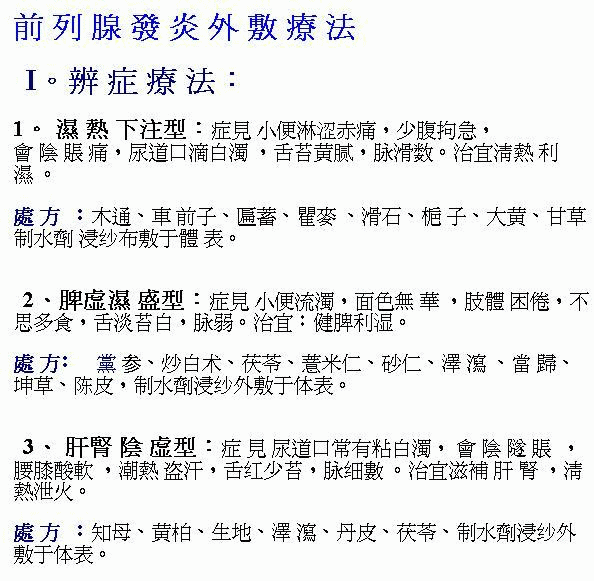 前列腺發炎外敷療法
I。辨症療法：
1。濕熱下注型：症見小便淋涩赤痛，少腹拘急，
會陰賬痛，尿道口滴白濁，舌苔黄腻，脉滑数。治宜清熱利
濕。
處方：木通、車前子、匾蓄、瞿麥、滑石、梔子、大黄、甘草
制水劑浸纱布敷于體表。
2、脾虚濕盛型：症見小便流濁，面色無華，肢體困倦，不
思多食，舌淡苔白，脉弱。治宜：健脾利湿。
處方：黨参、炒白术、茯苓、薏米仁、砂仁、澤瀉、當歸、
坤草、陈皮，制水劑浸纱外敷于体表。
3、肝腎陰虚型：症見尿道口常有粘白濁，會陰隧賬，
腰膝酸軟，潮熱盗汗，舌红少苔，脉细數。治宜滋補肝腎，清
熱泄火。
處方：知母、黄柏、生地、澤瀉、丹皮、茯苓、制水劑浸纱外
敷于体表。